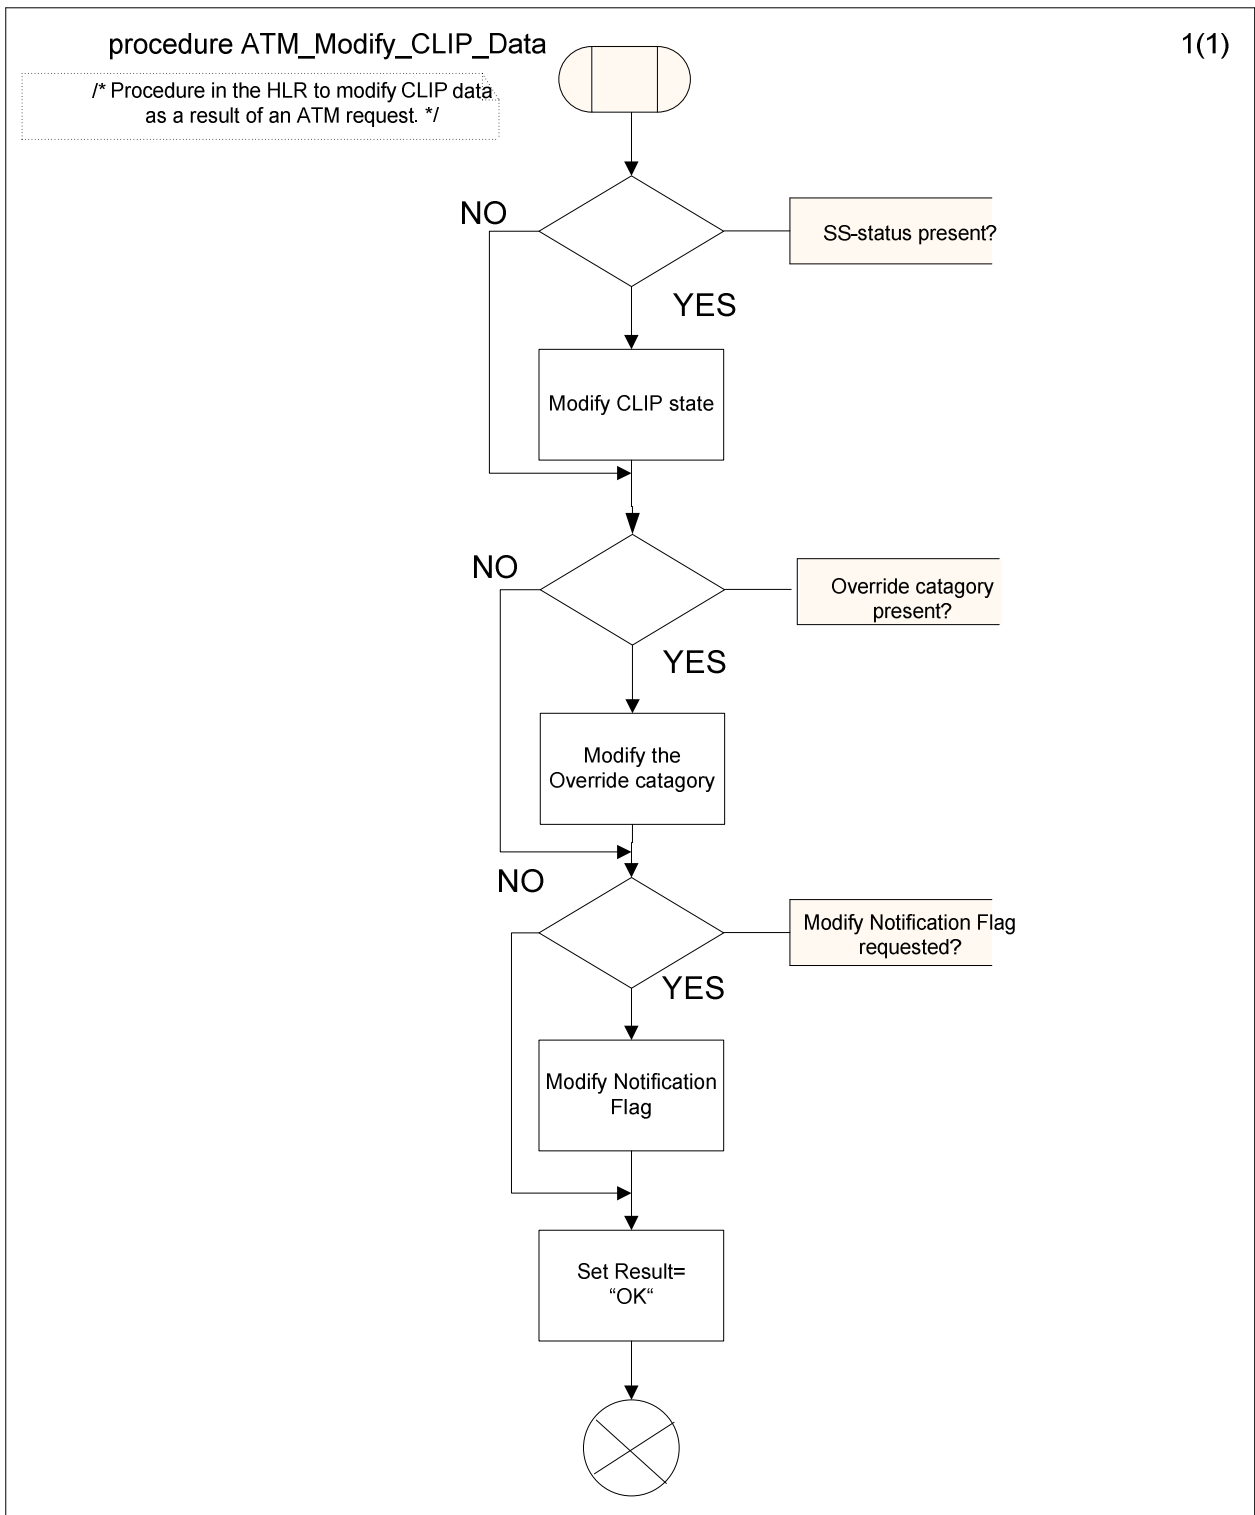 procedure ATM_Modify_CLIP_Data
1(1)
/* Procedure in the HLR to modify CLIP data
as a result of an ATM request. */
NO
SS-status present?
YES
Modify CLIP state
NO
Override catagory
present?
YES
Modify the
Override catagory
NO
Modify Notification Flag
requested?
YES
Modify Notification
Flag
Set Result=
“OK“